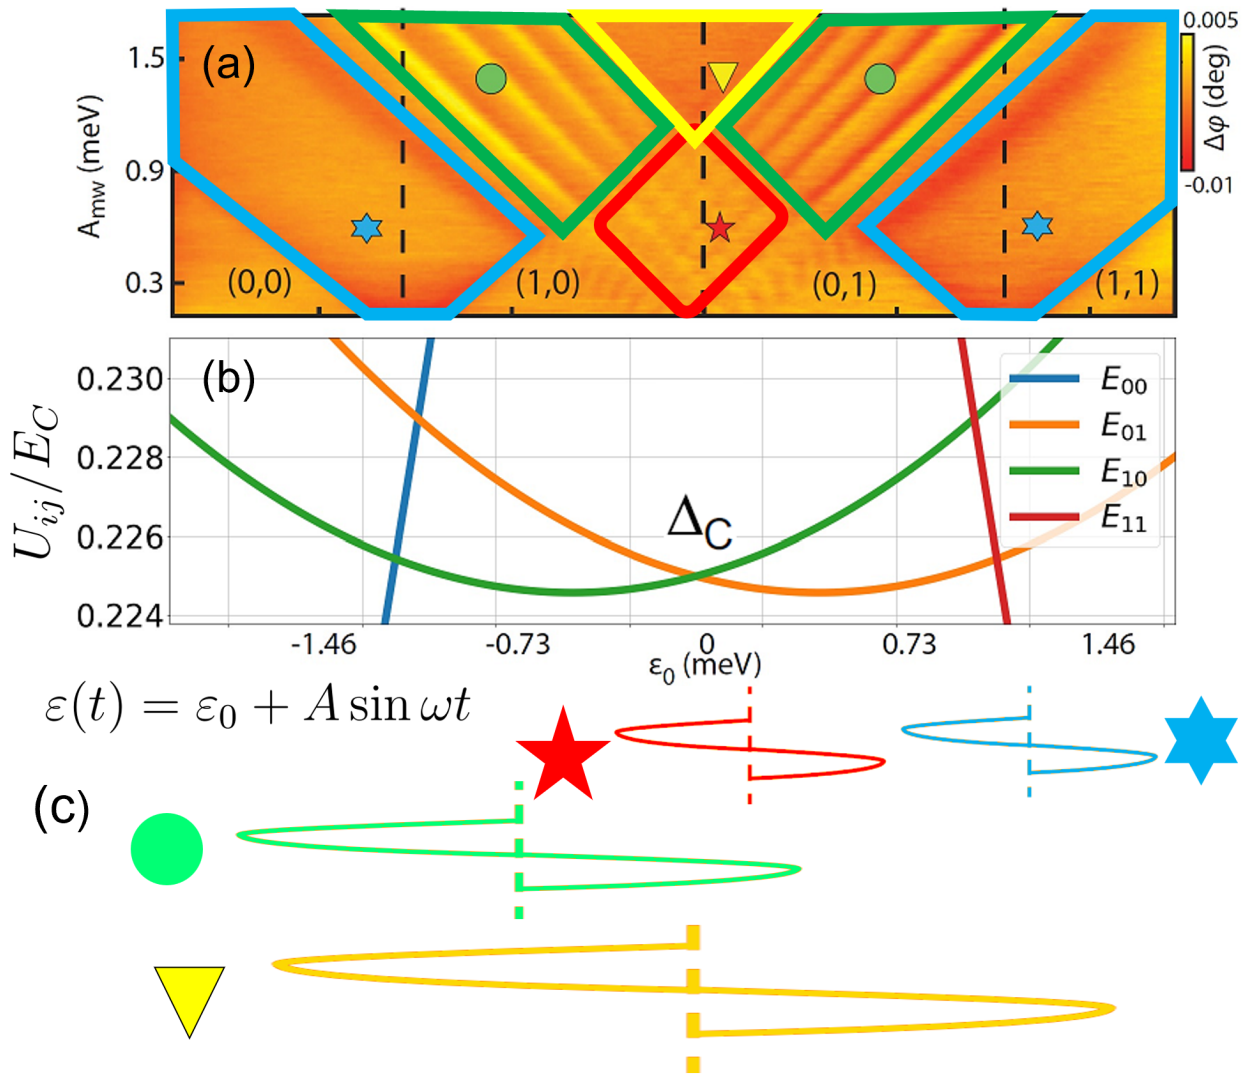 (a)
0.005
1.5
0.9
0.3
A_mw (meV)
Δφ (deg)
-0.01
(0,0) (1,0) (0,1) (1,1)
(b)
0.230
0.228
0.226
0.224
U_ij/E_C
Δ_C
E_00
E_01
E_10
E_11
-1.46 -0.73 0 0.73 1.46
ε_0 (meV)
ε(t) = ε_0 + A sin ωt
(c)